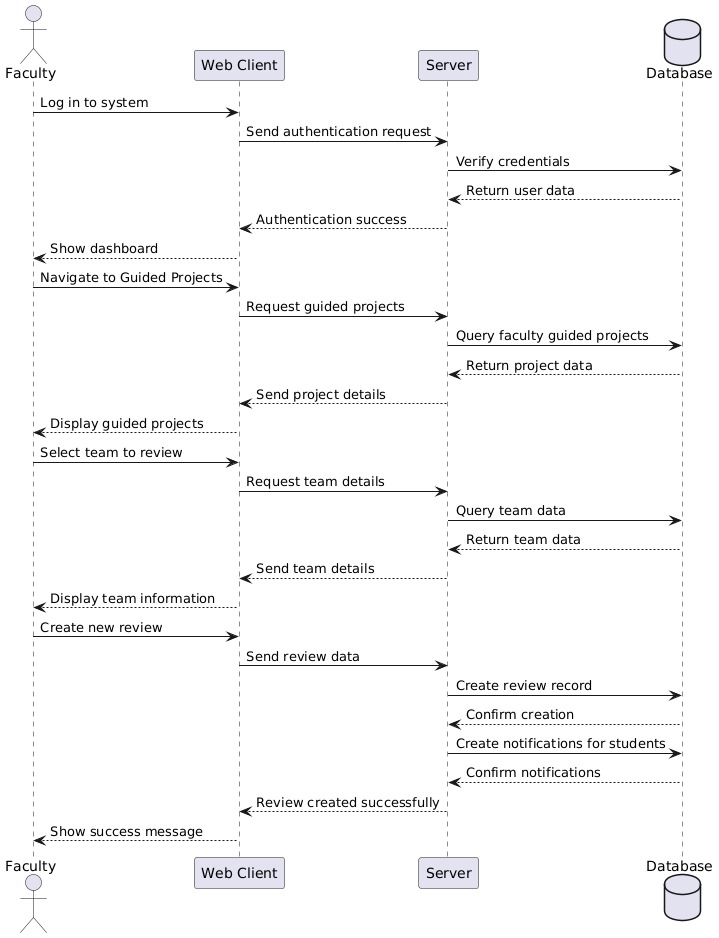 Faculty
Web Client
Server
Database
Log in to system
Send authentication request
Verify credentials
Return user data
Authentication success
Show dashboard
Navigate to Guided Projects
Request guided projects
Query faculty guided projects
Return project data
Send project details
Display guided projects
Select team to review
Request team details
Query team data
Return team data
Send team details
Display team information
Create new review
Send review data
Create review record
Confirm creation
Create notifications for students
Confirm notifications
Review created successfully
Show success message
Faculty
Web Client
Server
Database